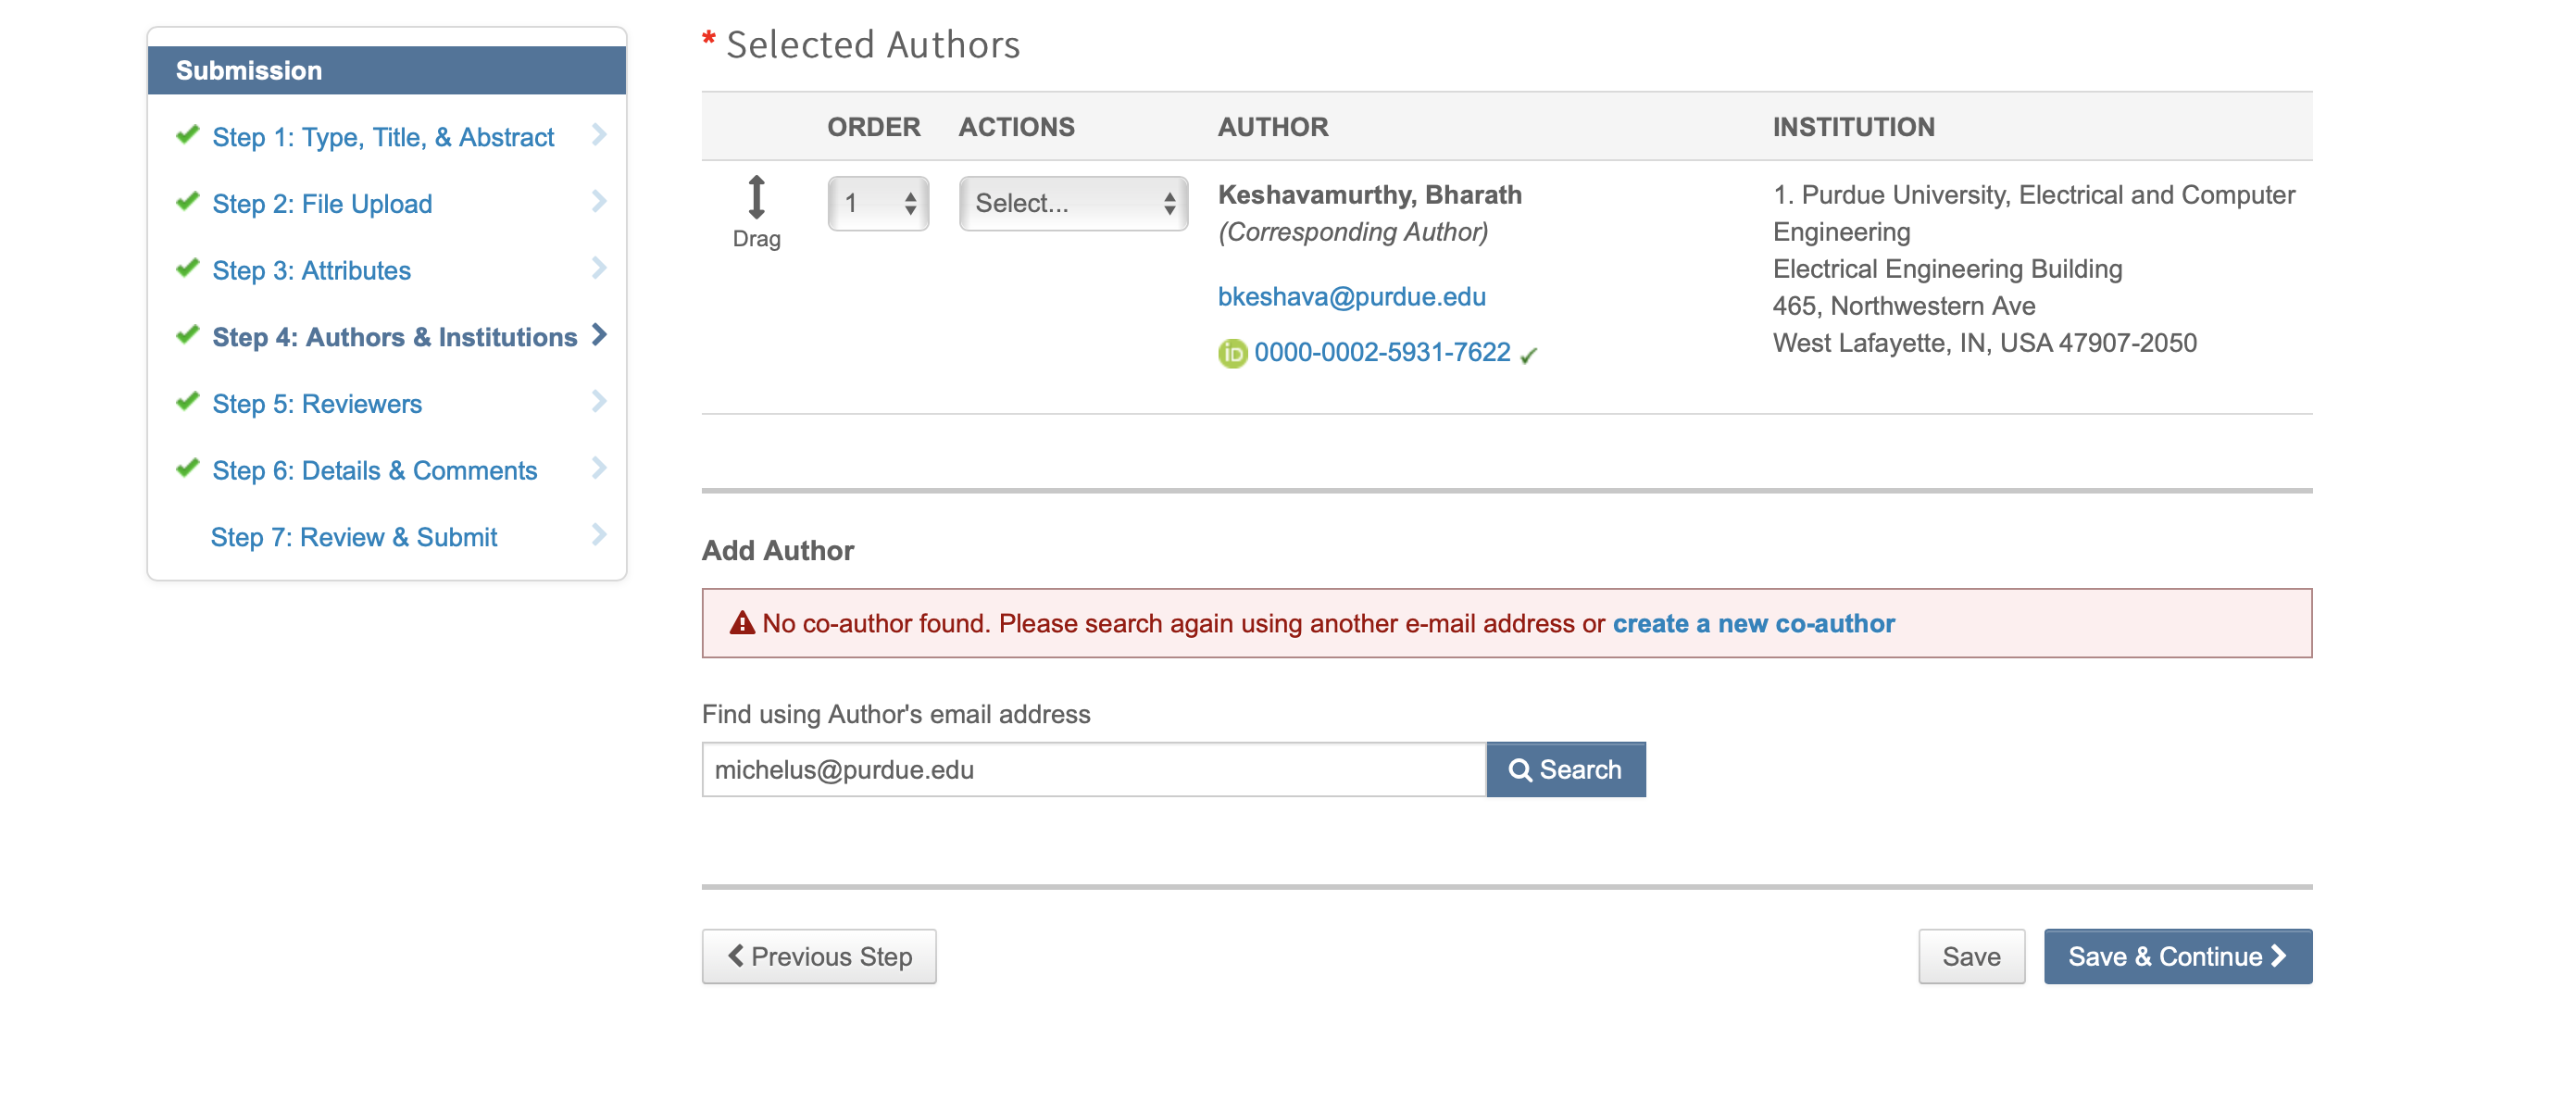 Submission
Step 1: Type, Title, & Abstract
Step 2: File Upload
Step 3: Attributes
Step 4: Authors & Institutions
Step 5: Reviewers
Step 6: Details & Comments
Step 7: Review & Submit
* Selected Authors
ORDER ACTIONS AUTHOR INSTITUTION
Drag
1
Select...
Keshavamurthy, Bharath
(Corresponding Author)
bkeshava@purdue.edu
iD 0000-0002-5931-7622
1. Purdue University, Electrical and Computer
Engineering
Electrical Engineering Building
465, Northwestern Ave
West Lafayette, IN, USA 47907-2050
Add Author
No co-author found. Please search again using another e-mail address or create a new co-author
Find using Author's email address
michelus@purdue.edu
Search
Previous Step
Save
Save & Continue